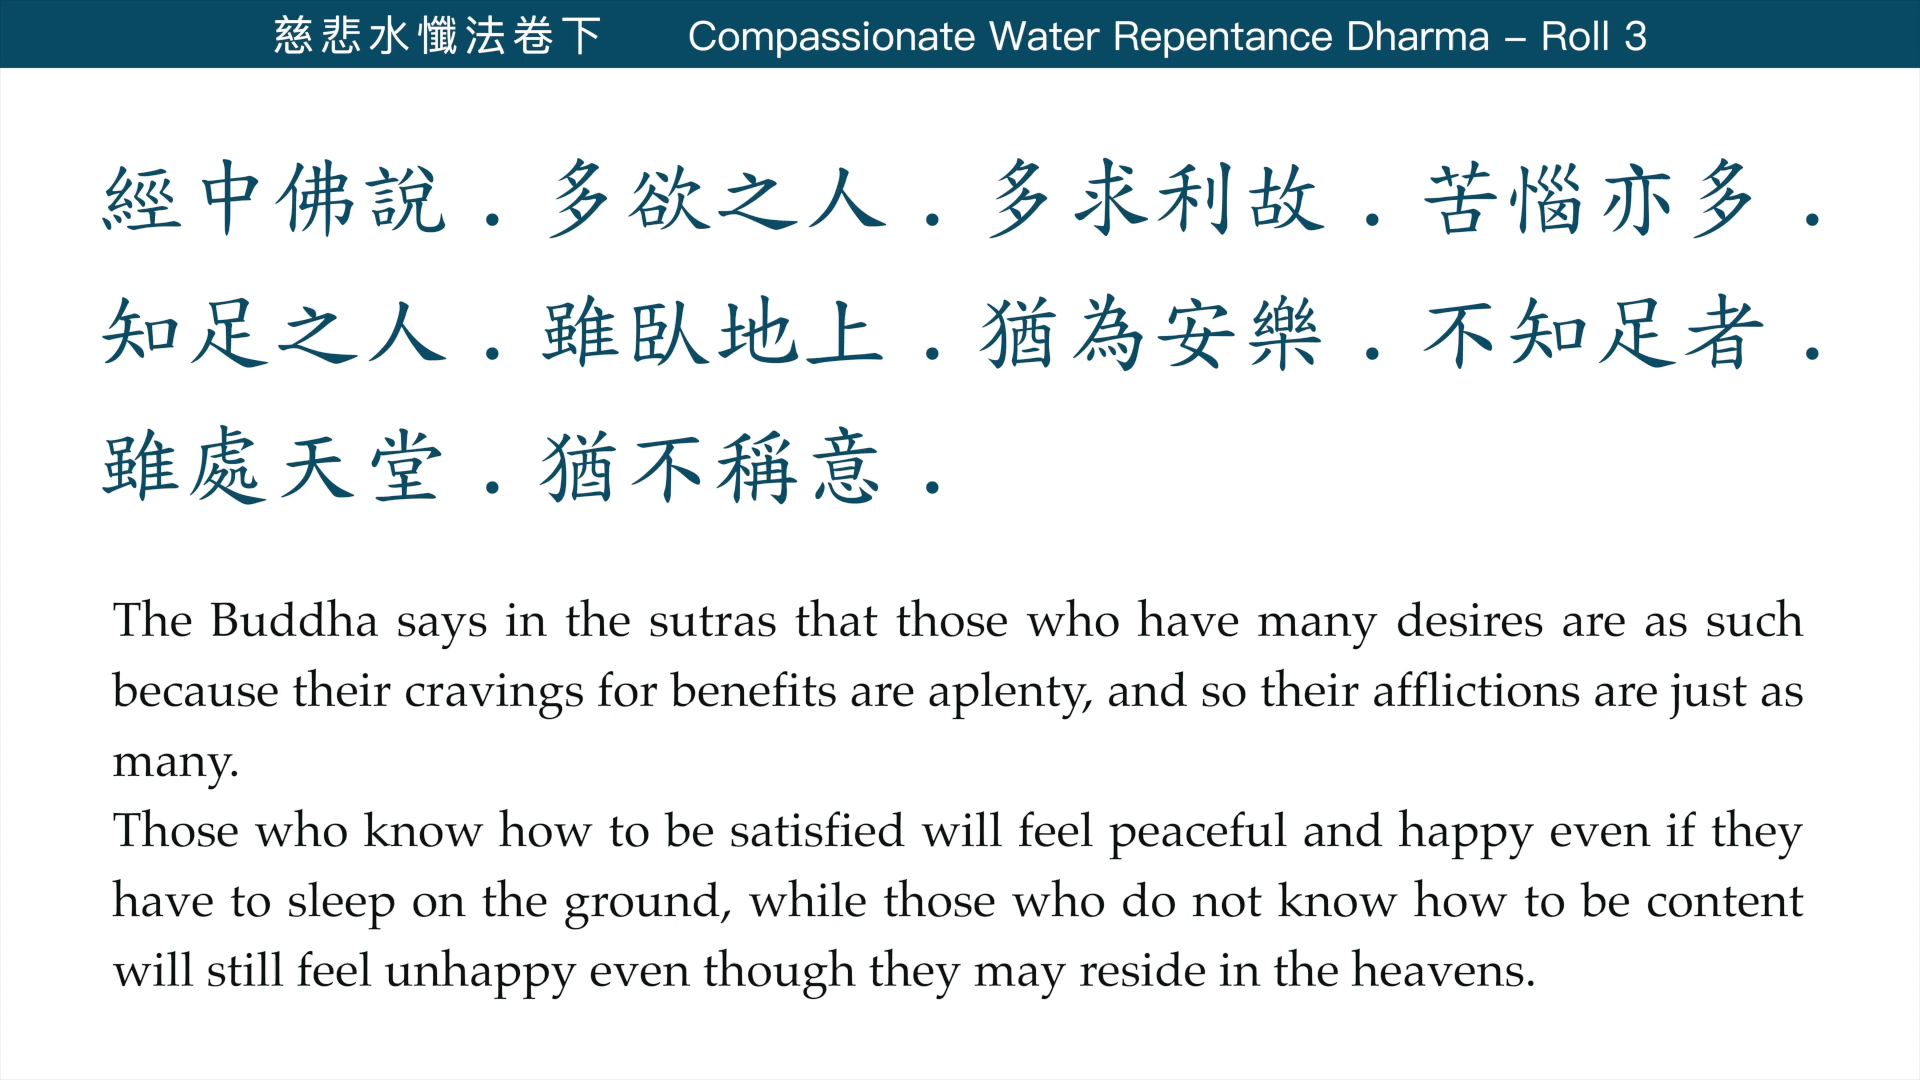 慈悲水懺法卷下 Compassionate Water Repentance Dharma – Roll 3
經中佛說．多欲之人．多求利故．苦惱亦多．
知足之人．雖臥地上．猶為安樂．不知足者．
雖處天堂．猶不稱意．
The Buddha says in the sutras that those who have many desires are as such
because their cravings for benefits are aplenty, and so their afflictions are just as
many.
Those who know how to be satisfied will feel peaceful and happy even if they
have to sleep on the ground, while those who do not know how to be content
will still feel unhappy even though they may reside in the heavens.